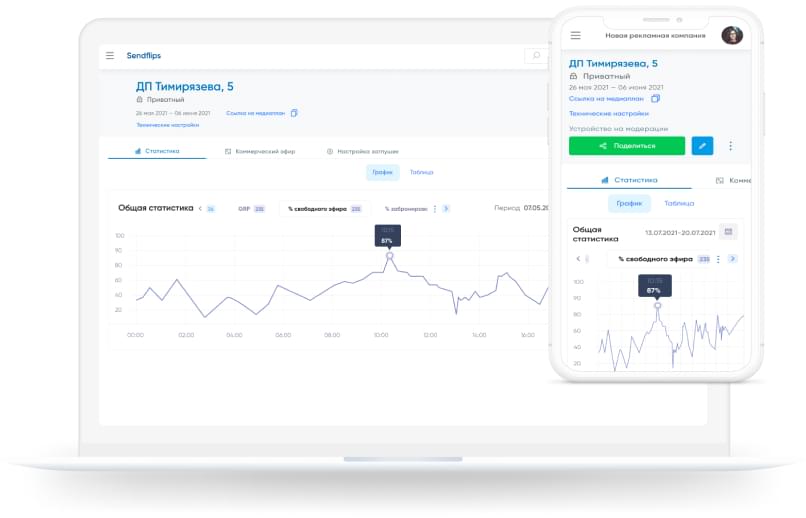 Sendflips
ДП Тимирязева, 5
Приватный
26 мая 2021 — 06 июня 2021 Ссылка на медиаплан
Технические настройки
Статистика Коммерческий эфир Настройка заглушек
График Таблица
Общая статистика GRP 235 % свободного эфира 235 % забронирован Период 07.05.20
100
90
80
60
40
20
10:15
87%
00:00 02:00 04:00 06:00 08:00 10:00 12:00 14:00 16:00
Новая рекламная компания
ДП Тимирязева, 5
Приватный
26 мая 2021 — 06 июня 2021
Ссылка на медиаплан
Технические настройки
Устройство на модерации
Поделиться
Статистика Комме
График Таблица
Общая статистика
13.07.2021-20.07.2021
% свободного эфира 235
100
90
80
60
40
20
10:15
87%